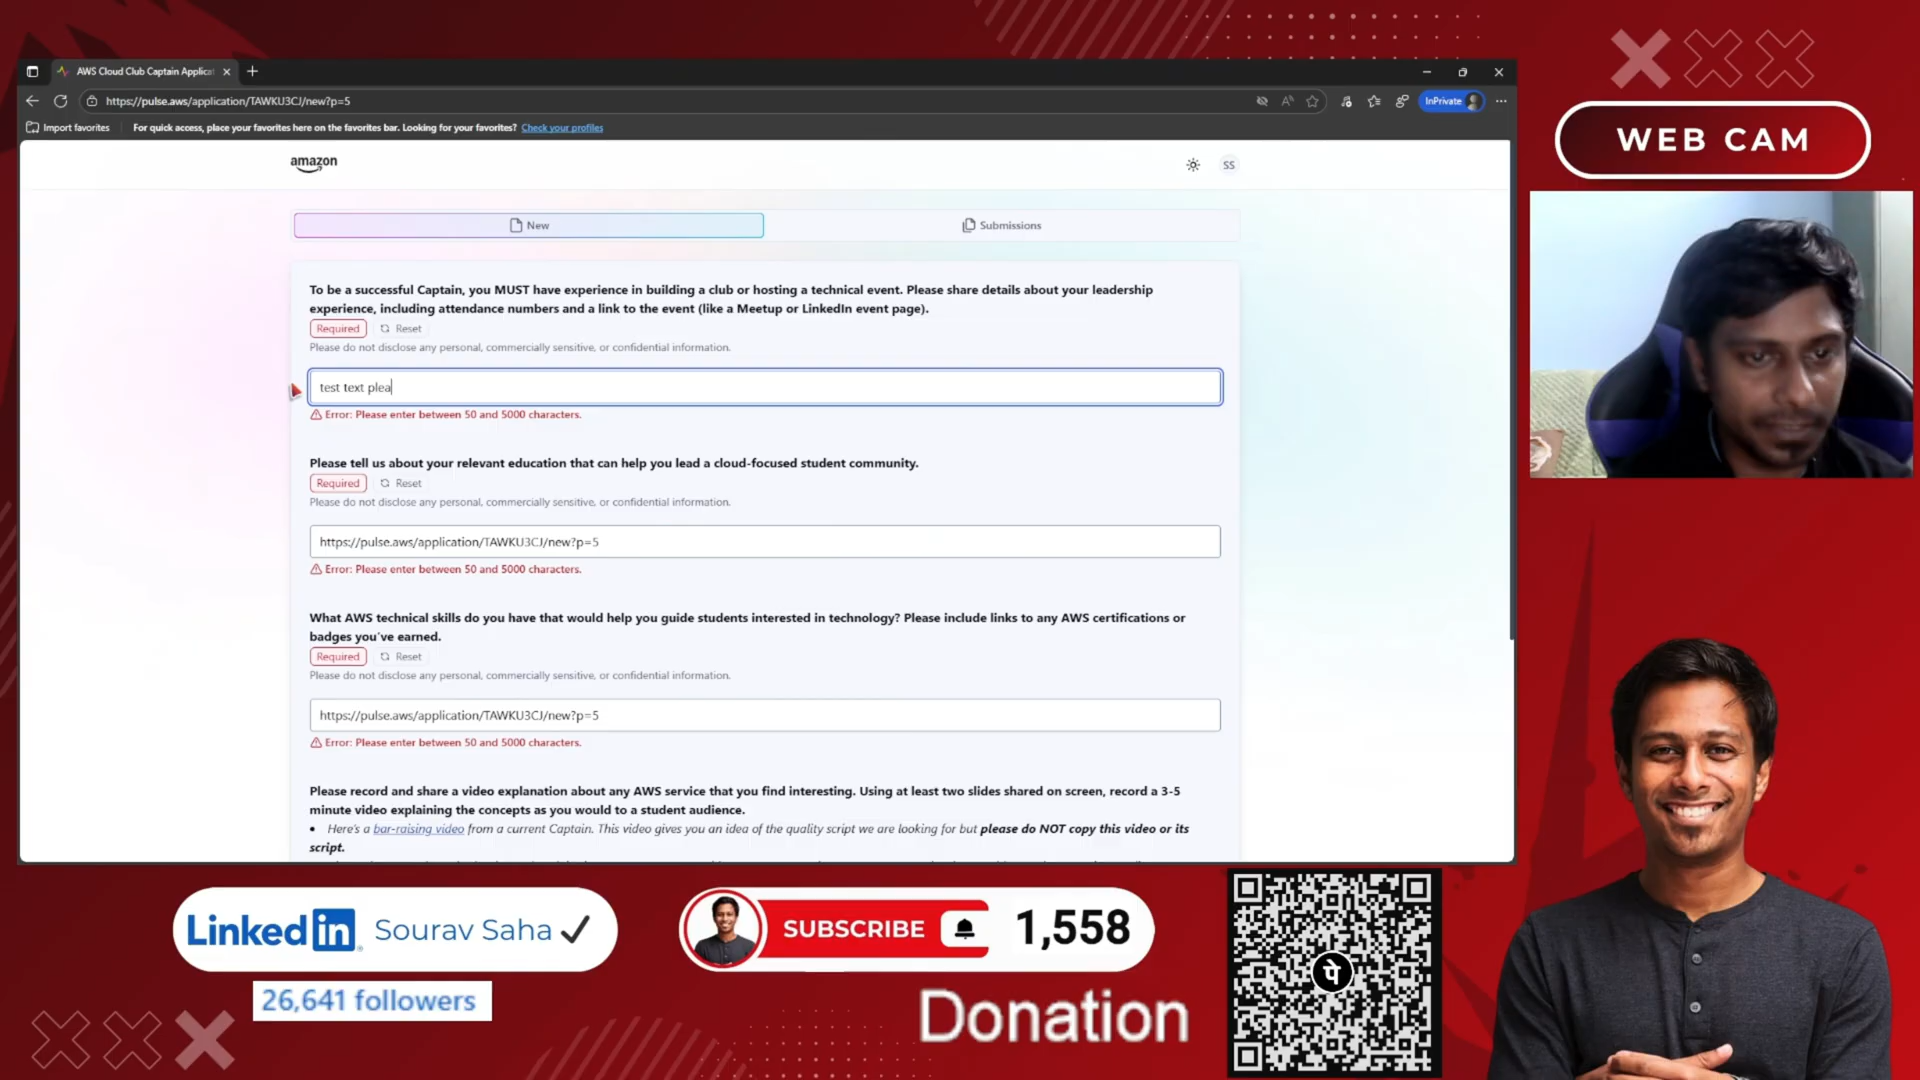 AWS Cloud Club Captain Applicat
https://pulse.aws/application/TAWKU3CJ/new?p=5
InPrivate
Import favorites
For quick access, place your favorites here on the favorites bar. Looking for your favorites? Check your profiles
amazon
SS
New
Submissions
To be a successful Captain, you MUST have experience in building a club or hosting a technical event. Please share details about your leadership
experience, including attendance numbers and a link to the event (like a Meetup or LinkedIn event page).
Required Reset
Please do not disclose any personal, commercially sensitive, or confidential information.
test text plea
Error: Please enter between 50 and 5000 characters.
Please tell us about your relevant education that can help you lead a cloud-focused student community.
Required Reset
Please do not disclose any personal, commercially sensitive, or confidential information.
https://pulse.aws/application/TAWKU3CJ/new?p=5
Error: Please enter between 50 and 5000 characters.
What AWS technical skills do you have that would help you guide students interested in technology? Please include links to any AWS certifications or
badges you've earned.
Required Reset
Please do not disclose any personal, commercially sensitive, or confidential information.
https://pulse.aws/application/TAWKU3CJ/new?p=5
Error: Please enter between 50 and 5000 characters.
Please record and share a video explanation about any AWS service that you find interesting. Using at least two slides shared on screen, record a 3-5
minute video explaining the concepts as you would to a student audience.
• Here's a bar-raising video from a current Captain. This video gives you an idea of the quality script we are looking for but please do NOT copy this video or its
script.
WEB CAM
LinkedIn Sourav Saha
26,641 followers
SUBSCRIBE
1,558
Donation
पे